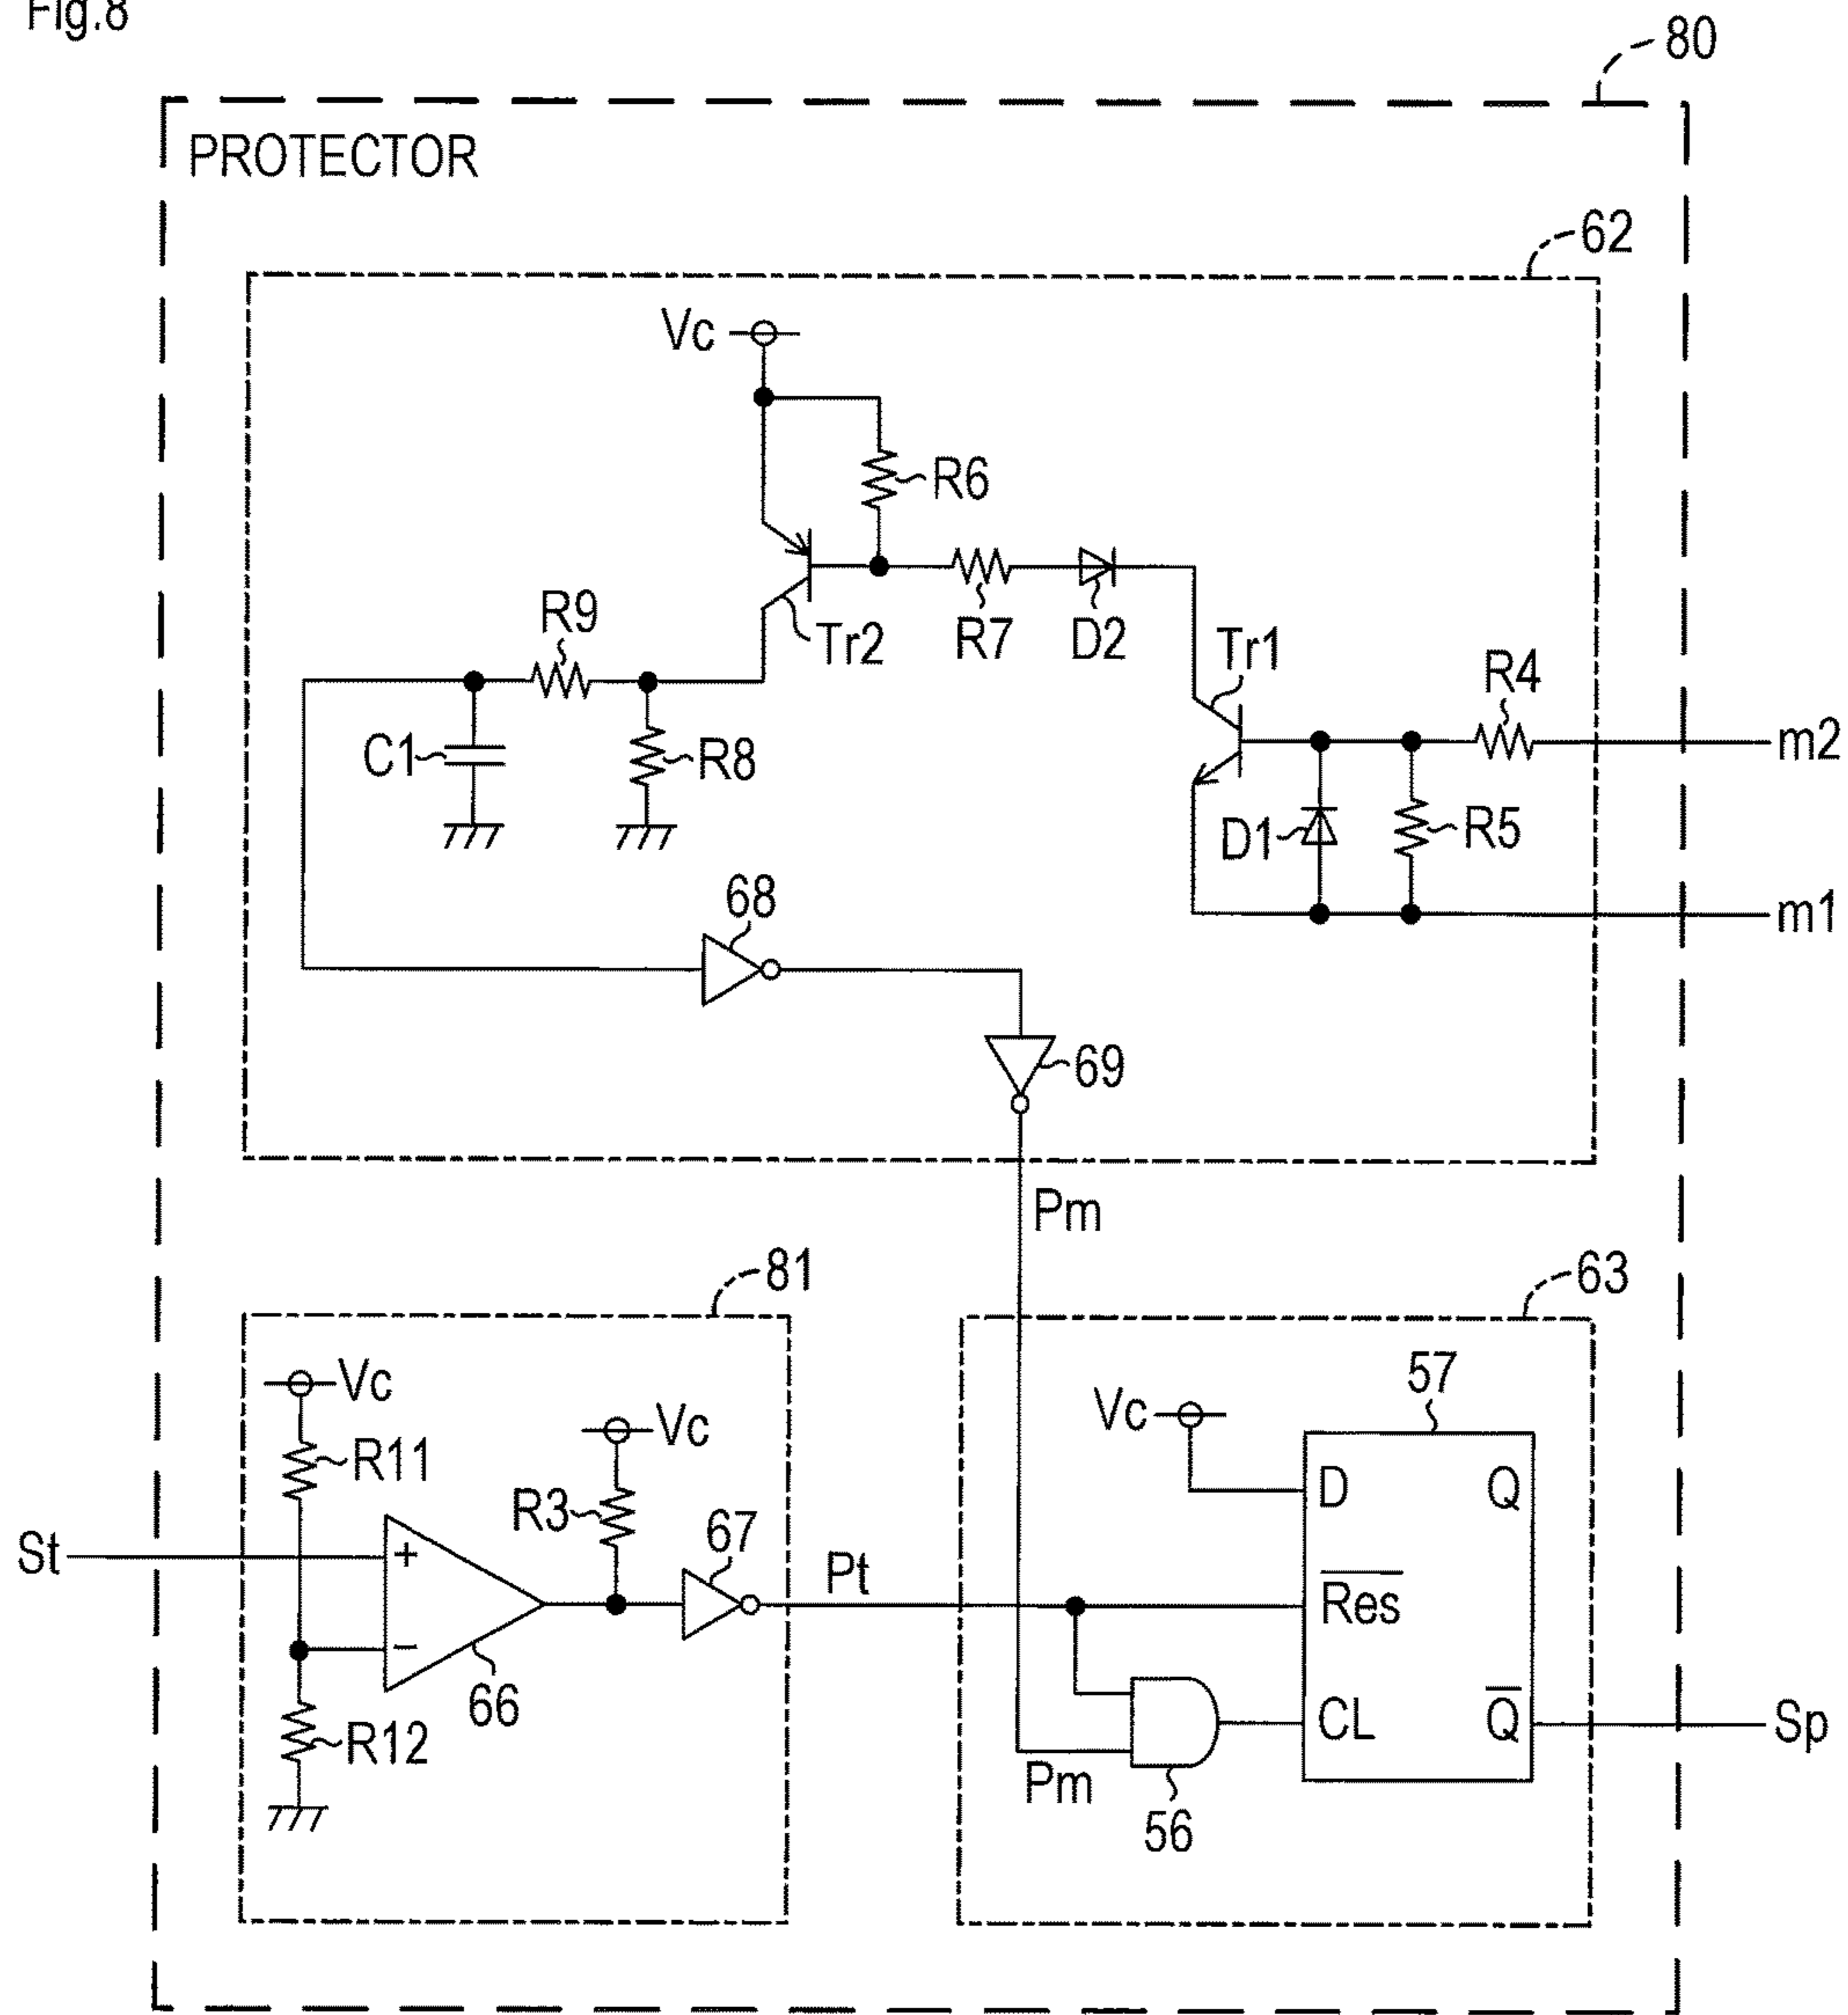 Fig.8
80
PROTECTOR
62
Vc
R6
R9
Tr2
R7
D2
Tr1
R4
m2
C1
R8
D1
R5
m1
68
69
Pm
81
63
Vc
R11
R3
Vc
67
Vc
57
D
Q
St
+
Pt
R̅e̅s̅
−
66
R12
CL
Q̅
Sp
Pm
56